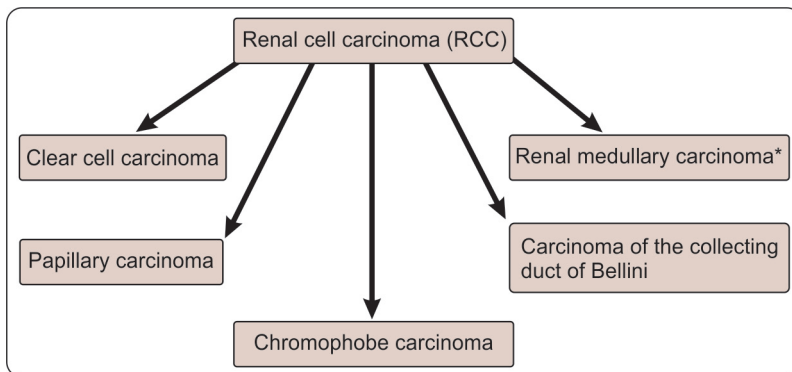 Renal cell carcinoma (RCC)
Clear cell carcinoma
Renal medullary carcinoma*
Papillary carcinoma
Carcinoma of the collecting
duct of Bellini
Chromophobe carcinoma